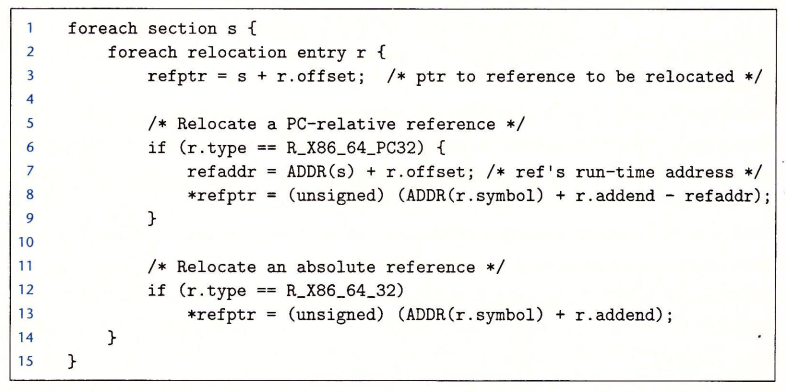 1 foreach section s {
2 foreach relocation entry r {
3 refptr = s + r.offset; /* ptr to reference to be relocated */
4
5 /* Relocate a PC-relative reference */
6 if (r.type == R_X86_64_PC32) {
7 refaddr = ADDR(s) + r.offset; /* ref's run-time address */
8 *refptr = (unsigned) (ADDR(r.symbol) + r.addend - refaddr);
9 }
10
11 /* Relocate an absolute reference */
12 if (r.type == R_X86_64_32)
13 *refptr = (unsigned) (ADDR(r.symbol) + r.addend);
14 }
15 }